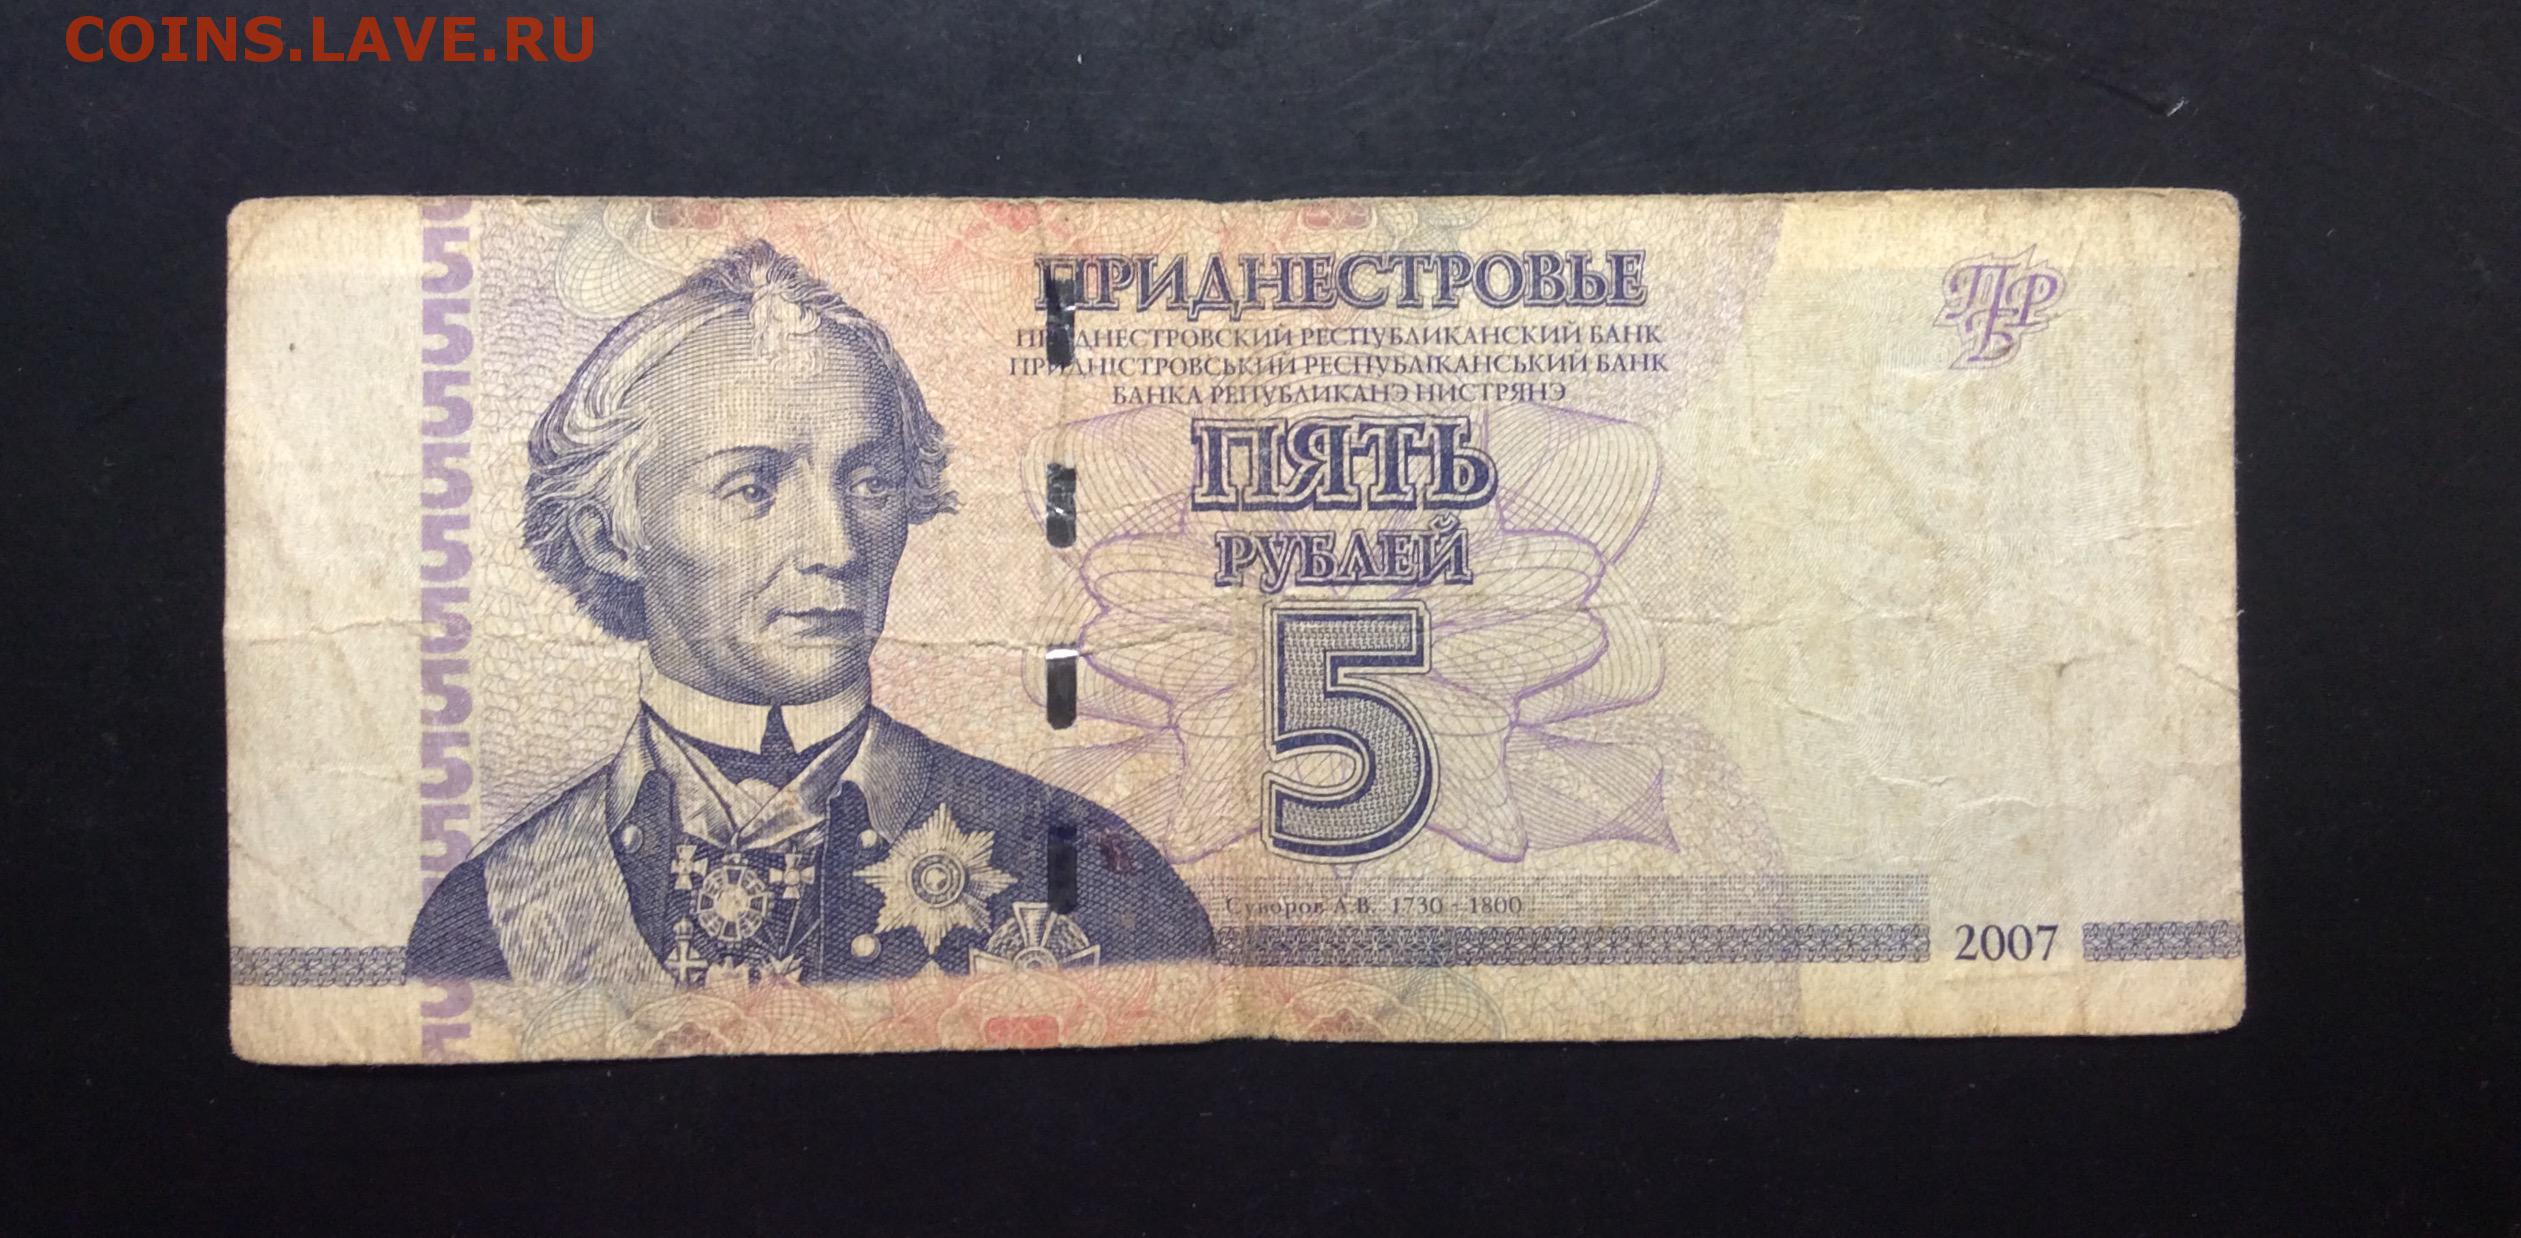 COINS.LAVE.RU
ПРИДНЕСТРОВЬЕ
ПРИДНЕСТРОВСКИЙ РЕСПУБЛИКАНСКИЙ БАНК
ПРИДНІСТРОВСЬКИЙ РЕСПУБЛІКАНСЬКИЙ БАНК
БАНКА РЕПУБЛИКАНЭ НИСТРЯНЭ
ПРБ
ПЯТЬ
РУБЛЕЙ
5
Суворов А.В. 1730 - 1800
2007